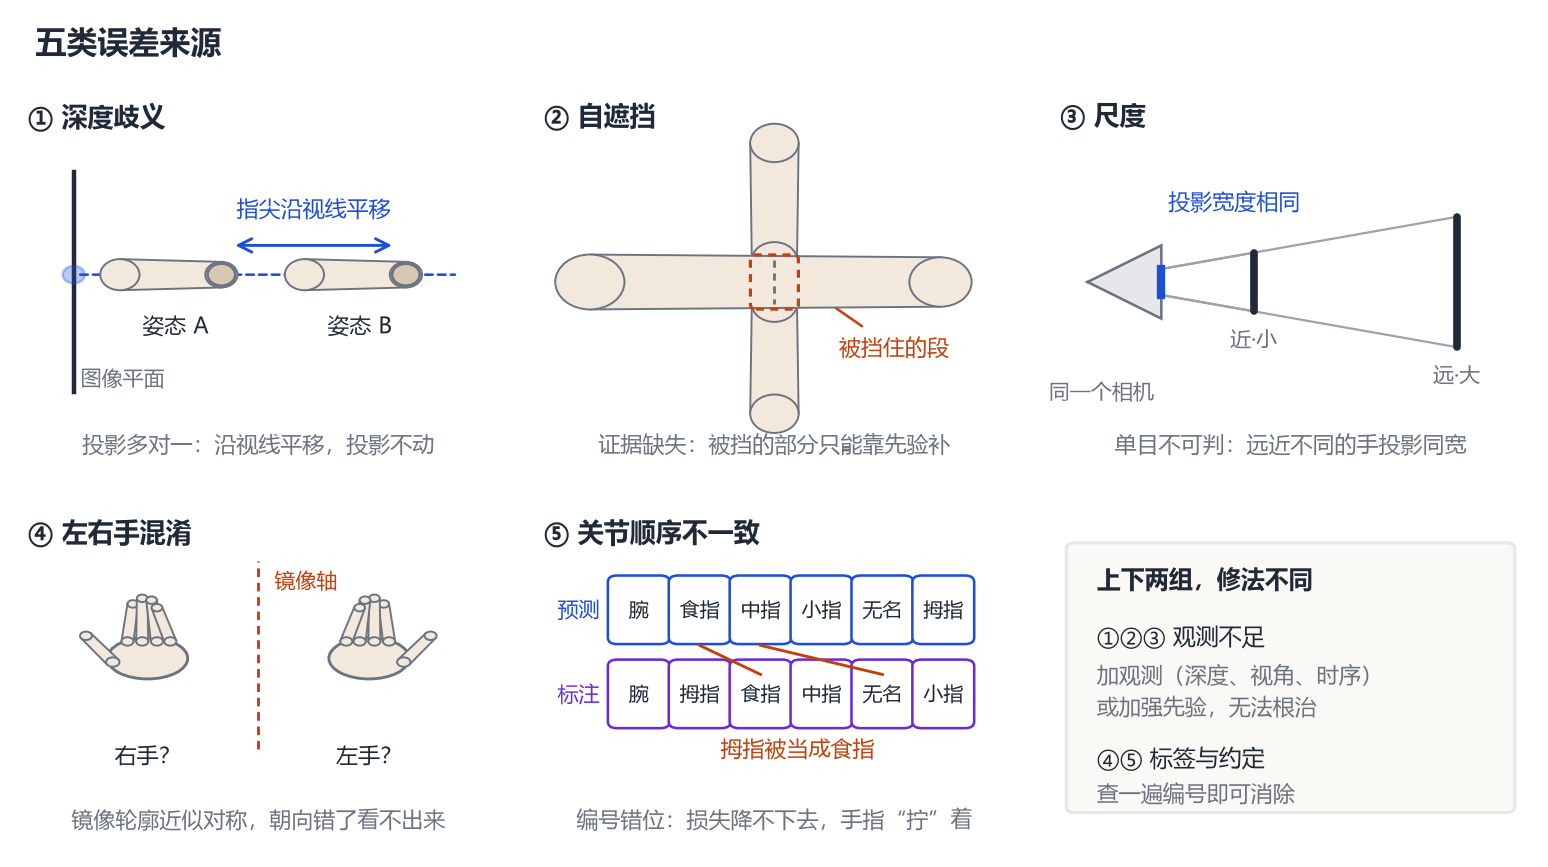 五类误差来源
① 深度歧义
指尖沿视线平移
姿态 A
姿态 B
图像平面
投影多对一：沿视线平移，投影不动
② 自遮挡
被挡住的段
证据缺失：被挡的部分只能靠先验补
③ 尺度
投影宽度相同
近·小
远·大
同一个相机
单目不可判：远近不同的手投影同宽
④ 左右手混淆
镜像轴
右手？
左手？
镜像轮廓近似对称，朝向错了看不出来
⑤ 关节顺序不一致
预测 腕 食指 中指 小指 无名 拇指
标注 腕 拇指 食指 中指 无名 小指
拇指被当成食指
编号错位：损失降不下去，手指“拧”着
上下两组，修法不同
①②③ 观测不足
加观测（深度、视角、时序）
或加强先验，无法根治
④⑤ 标签与约定
查一遍编号即可消除